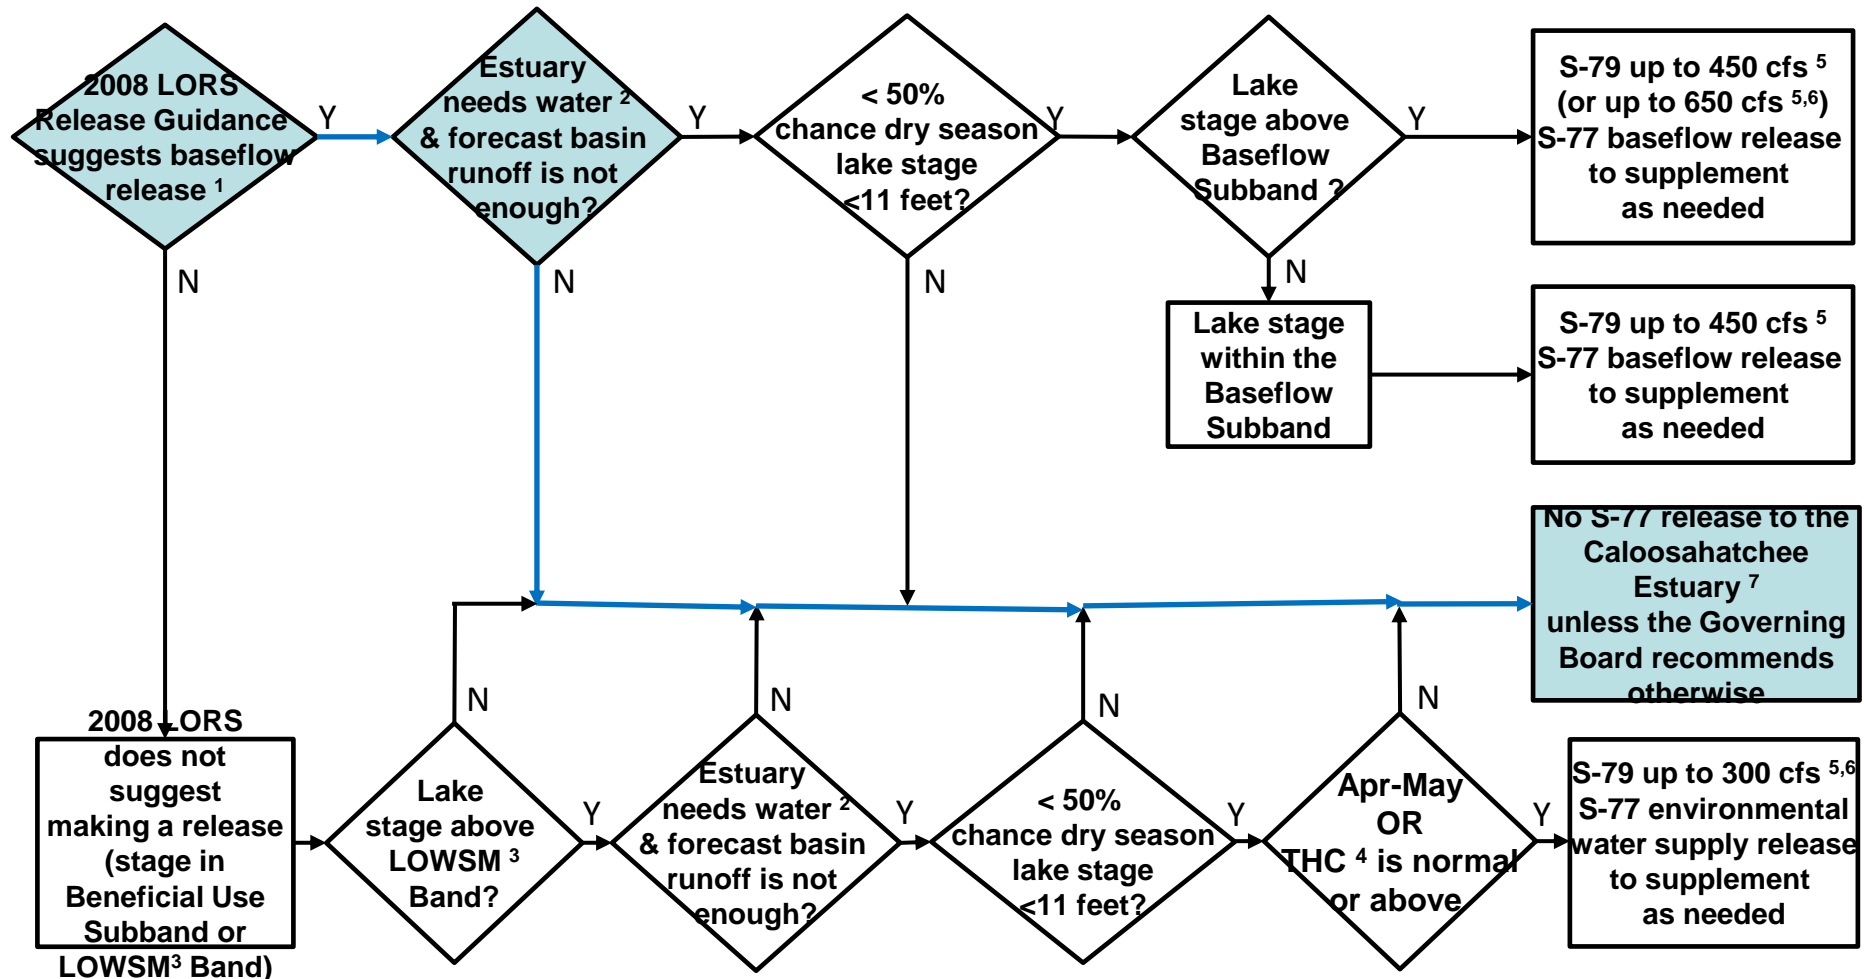 2008 LORS
Release Guidance
suggests baseflow
release 1
Y
N
Estuary
needs water 2
& forecast basin
runoff is not
enough?
Y
N
< 50%
chance dry season
lake stage
<11 feet?
Y
N
Lake
stage above
Baseflow
Subband ?
Y
N
S-79 up to 450 cfs 5
(or up to 650 cfs 5,6)
S-77 baseflow release
to supplement
as needed
Lake stage
within the
Baseflow
Subband
S-79 up to 450 cfs 5
S-77 baseflow release
to supplement
as needed
No S-77 release to the
Caloosahatchee
Estuary 7
unless the Governing
Board recommends
otherwise
2008 LORS
does not
suggest
making a release
(stage in
Beneficial Use
Subband or
LOWSM3 Band)
N
Lake
stage above
LOWSM 3
Band?
Y
N
Estuary
needs water 2
& forecast basin
runoff is not
enough?
Y
N
< 50%
chance dry season
lake stage
<11 feet?
Y
N
Apr-May
OR
THC 4 is normal
or above
Y
S-79 up to 300 cfs 5,6
S-77 environmental
water supply release
to supplement
as needed